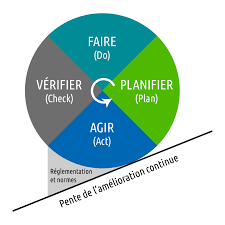 FAIRE
(Do)
VÉRIFIER
(Check)
PLANIFIER
(Plan)
AGIR
(Act)
Réglementation
et normes
Pente de l'amélioration continue